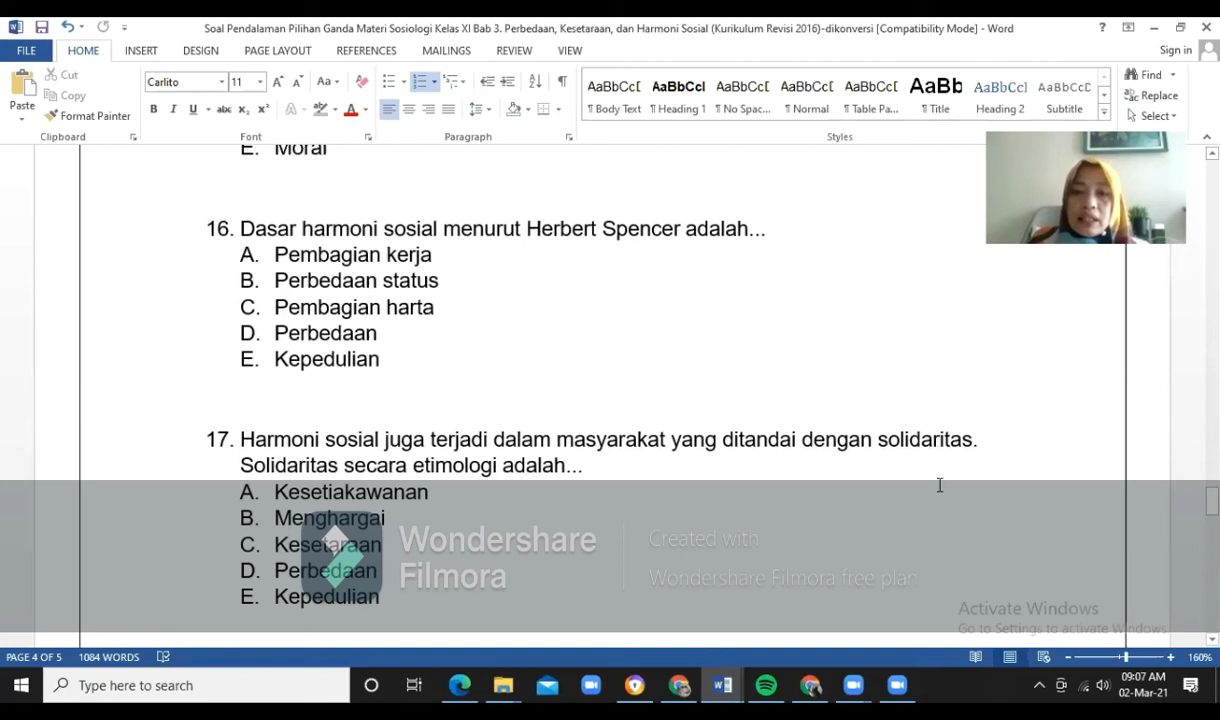 Soal Pendalaman Pilihan Ganda Materi Sosiologi Kelas XI Bab 3. Perbedaan, Kesetaraan, dan Harmoni Sosial (Kurikulum Revisi 2016)-dikonversi [Compatibility Mode] - Word
FILE HOME INSERT DESIGN PAGE LAYOUT REFERENCES MAILINGS REVIEW VIEW Sign in
Paste
Cut
Copy
Format Painter
Carlito 11
Clipboard Font Paragraph Styles
AaBbCcD AaBbCcI AaBbCcD AaBbCcD AaBbCcD AaBb AaBbCcI AaBbCcD
¶ Body Text ¶ Heading 1 ¶ No Spac... ¶ Normal ¶ Table Pa... ¶ Title Heading 2 Subtitle
Find
Replace
Select
E. Moral
16. Dasar harmoni sosial menurut Herbert Spencer adalah...
A. Pembagian kerja
B. Perbedaan status
C. Pembagian harta
D. Perbedaan
E. Kepedulian
17. Harmoni sosial juga terjadi dalam masyarakat yang ditandai dengan solidaritas.
Solidaritas secara etimologi adalah...
A. Kesetiakawanan
B. Menghargai
C. Kesetaraan
D. Perbedaan
E. Kepedulian
Wondershare
Filmora
Created with
Wondershare Filmora free plan
Activate Windows
Go to Settings to activate Windows.
PAGE 4 OF 5 1084 WORDS 160%
Type here to search
09:07 AM
02-Mar-21